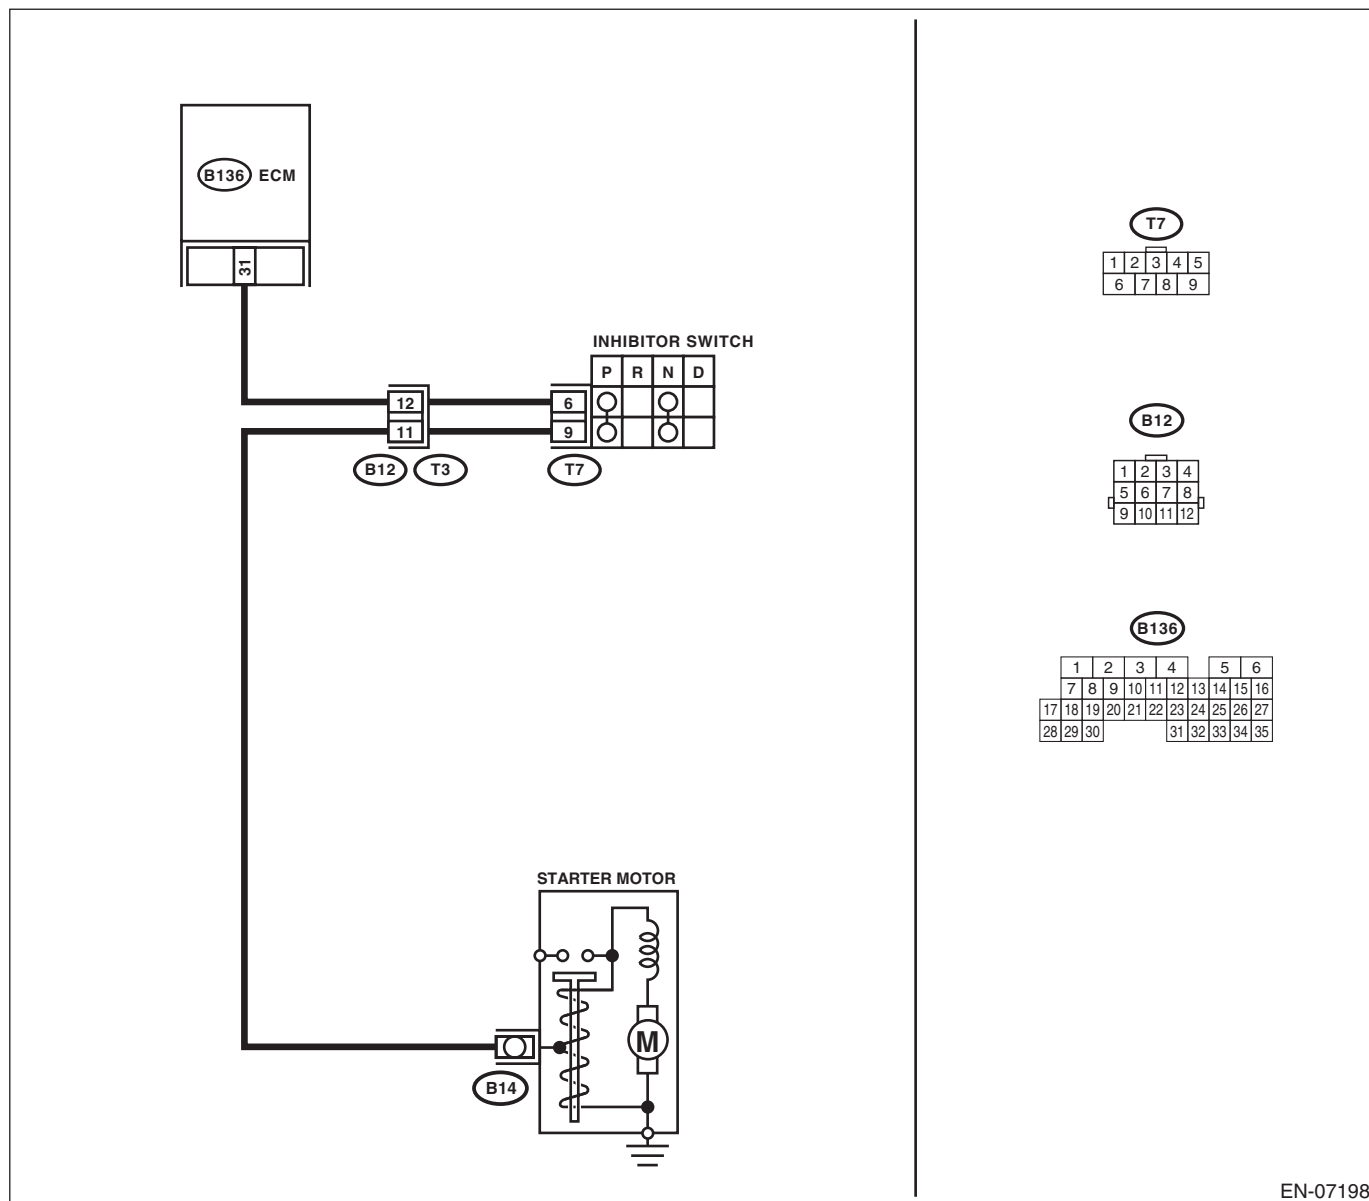 B136 ECM
31
INHIBITOR SWITCH
P R N D
12 6
11 9
B12 T3 T7
STARTER MOTOR
M
B14
T7
1 2 3 4 5
6 7 8 9
B12
1 2 3 4
5 6 7 8
9 10 11 12
B136
1 2 3 4 5 6
7 8 9 10 11 12 13 14 15 16
17 18 19 20 21 22 23 24 25 26 27
28 29 30 31 32 33 34 35
EN-07198